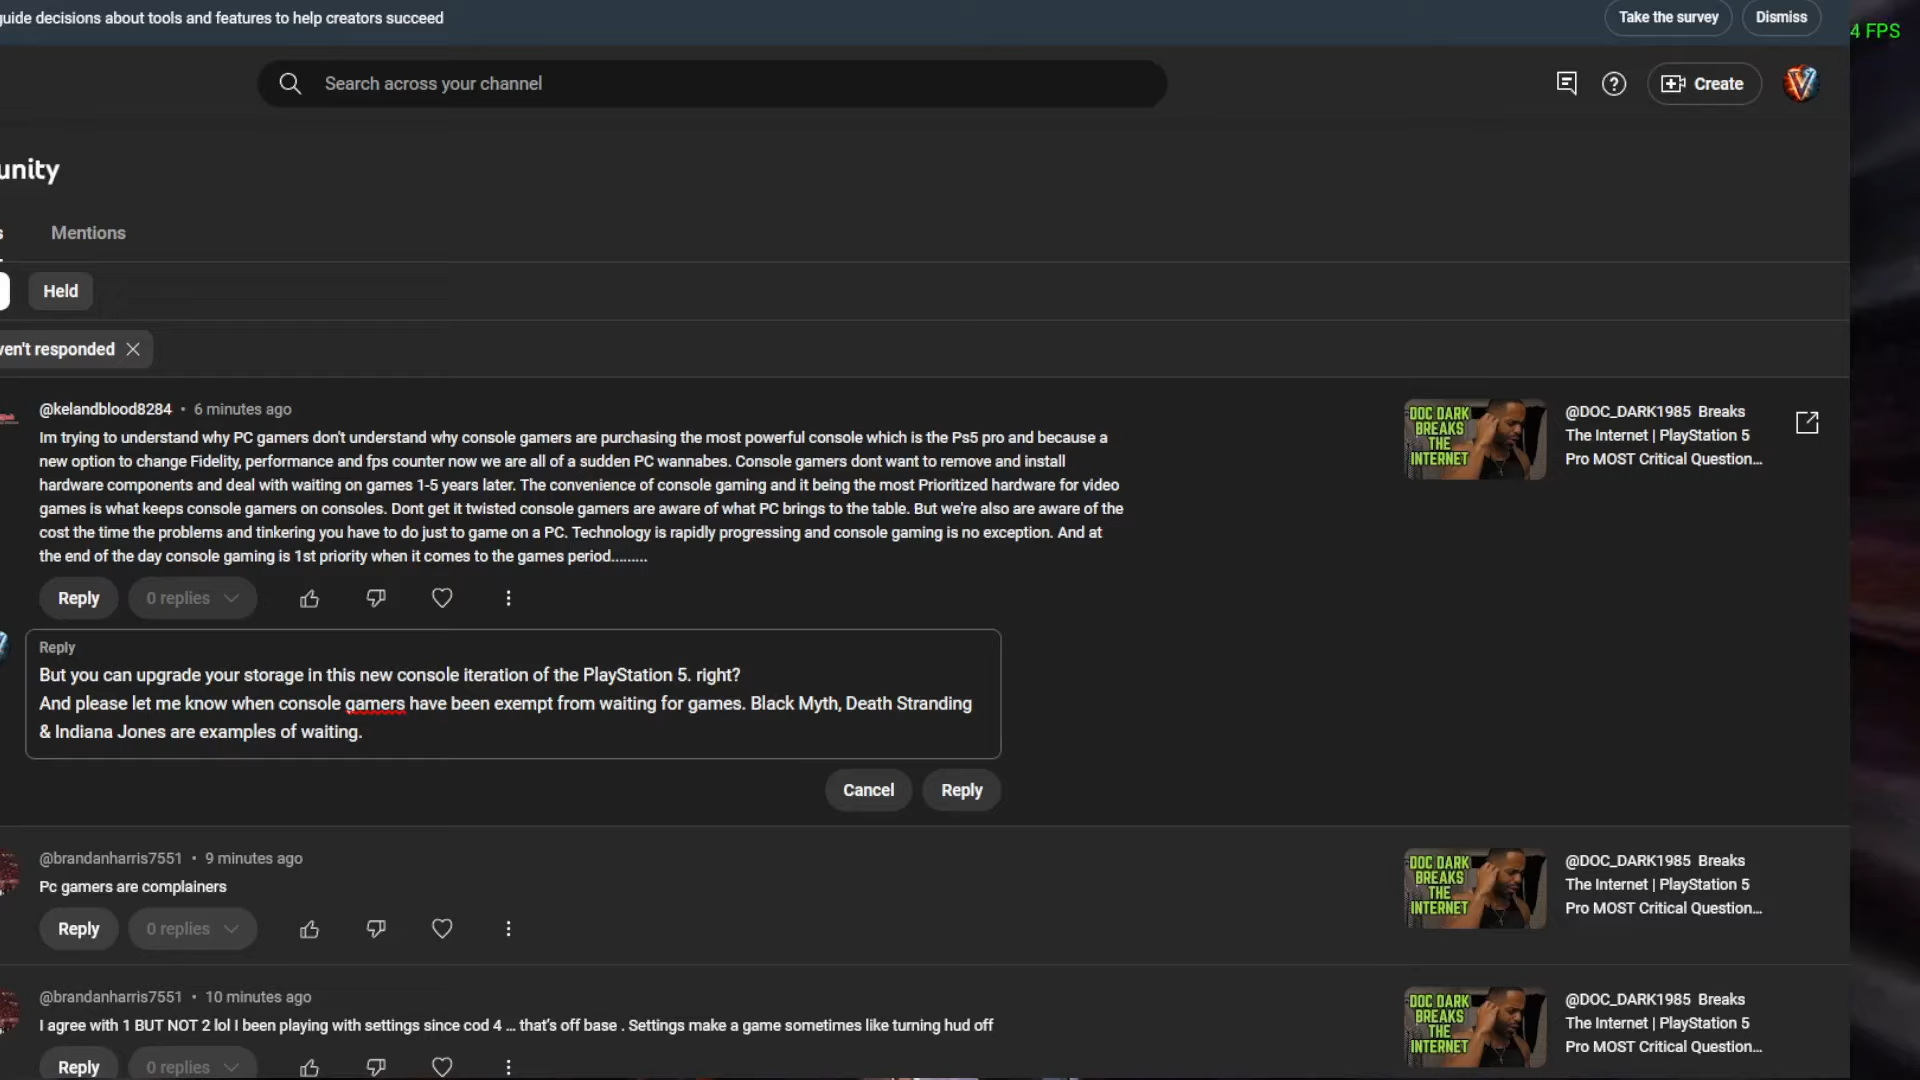 guide decisions about tools and features to help creators succeed
Take the survey
Dismiss
4 FPS
Search across your channel
Create
unity
s
Mentions
Held
ven't responded
@kelandblood8284 • 6 minutes ago
Im trying to understand why PC gamers don't understand why console gamers are purchasing the most powerful console which is the Ps5 pro and because a
new option to change Fidelity, performance and fps counter now we are all of a sudden PC wannabes. Console gamers dont want to remove and install
hardware components and deal with waiting on games 1-5 years later. The convenience of console gaming and it being the most Prioritized hardware for video
games is what keeps console gamers on consoles. Dont get it twisted console gamers are aware of what PC brings to the table. But we're also are aware of the
cost the time the problems and tinkering you have to do just to game on a PC. Technology is rapidly progressing and console gaming is no exception. And at
the end of the day console gaming is 1st priority when it comes to the games period.........
DOC DARK
BREAKS
THE
INTERNET
@DOC_DARK1985 Breaks
The Internet | PlayStation 5
Pro MOST Critical Question...
Reply
0 replies
Reply
But you can upgrade your storage in this new console iteration of the PlayStation 5. right?
And please let me know when console gamers have been exempt from waiting for games. Black Myth, Death Stranding
& Indiana Jones are examples of waiting.
Cancel
Reply
@brandanharris7551 • 9 minutes ago
Pc gamers are complainers
DOC DARK
BREAKS
THE
INTERNET
@DOC_DARK1985 Breaks
The Internet | PlayStation 5
Pro MOST Critical Question...
Reply
0 replies
@brandanharris7551 • 10 minutes ago
I agree with 1 BUT NOT 2 lol I been playing with settings since cod 4 ... that's off base . Settings make a game sometimes like turning hud off
DOC DARK
BREAKS
THE
INTERNET
@DOC_DARK1985 Breaks
The Internet | PlayStation 5
Pro MOST Critical Question...
Reply
0 replies